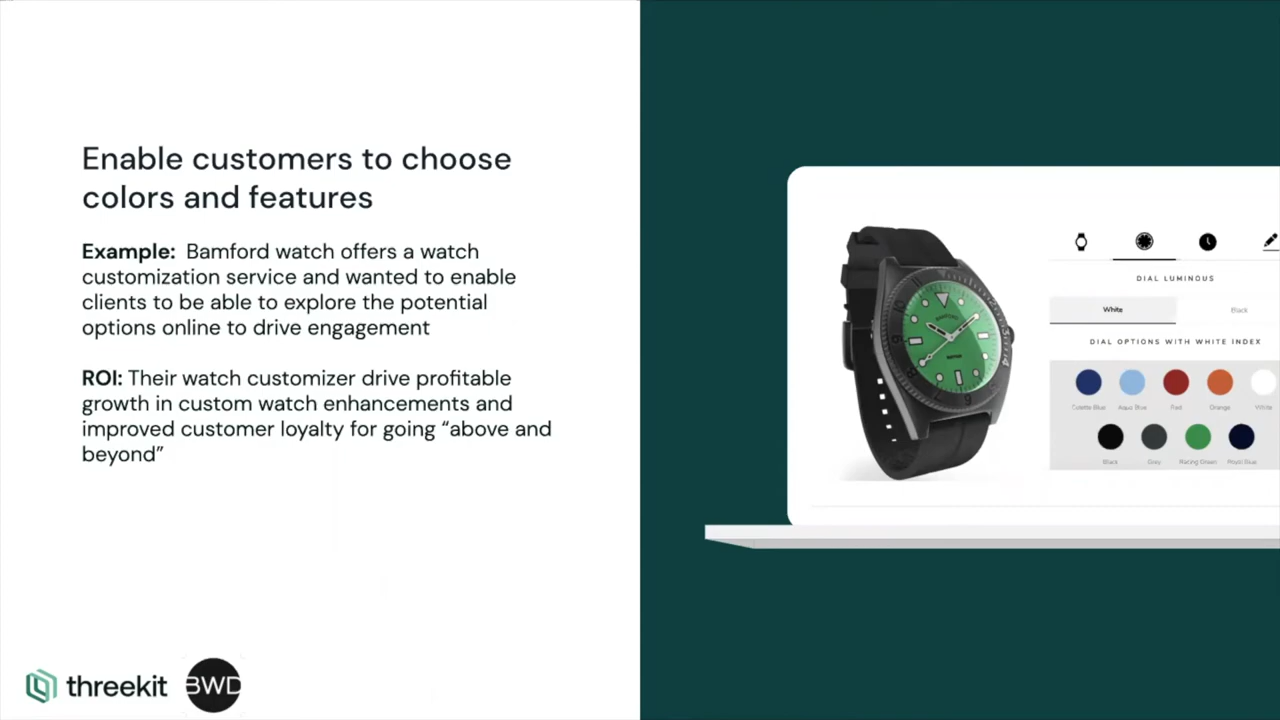 Enable customers to choose
colors and features
Example: Bamford watch offers a watch
customization service and wanted to enable
clients to be able to explore the potential
options online to drive engagement
ROI: Their watch customizer drive profitable
growth in custom watch enhancements and
improved customer loyalty for going “above and
beyond”
threekit
BWD
DIAL LUMINOUS
White
Black
DIAL OPTIONS WITH WHITE INDEX
Aqua Blue
Red
Orange
White
Black
Grey
Racing Green
Royal Blue